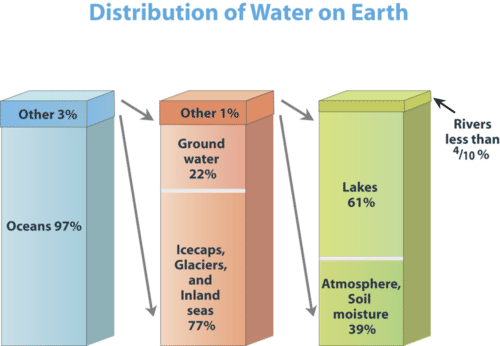 Distribution of Water on Earth
Other 3%
Oceans 97%
Other 1%
Ground
water
22%
Icecaps,
Glaciers,
and
Inland
seas
77%
Rivers
less than
4/10 %
Lakes
61%
Atmosphere,
Soil
moisture
39%